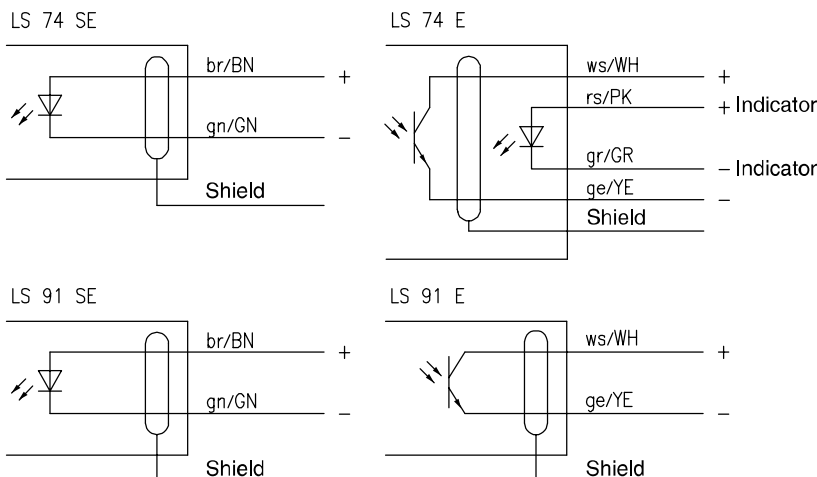 LS 74 SE
br/BN
+
gn/GN
–
Shield
LS 74 E
ws/WH
+
rs/PK
+ Indicator
gr/GR
– Indicator
ge/YE
–
Shield
LS 91 SE
br/BN
+
gn/GN
–
Shield
LS 91 E
ws/WH
+
ge/YE
–
Shield